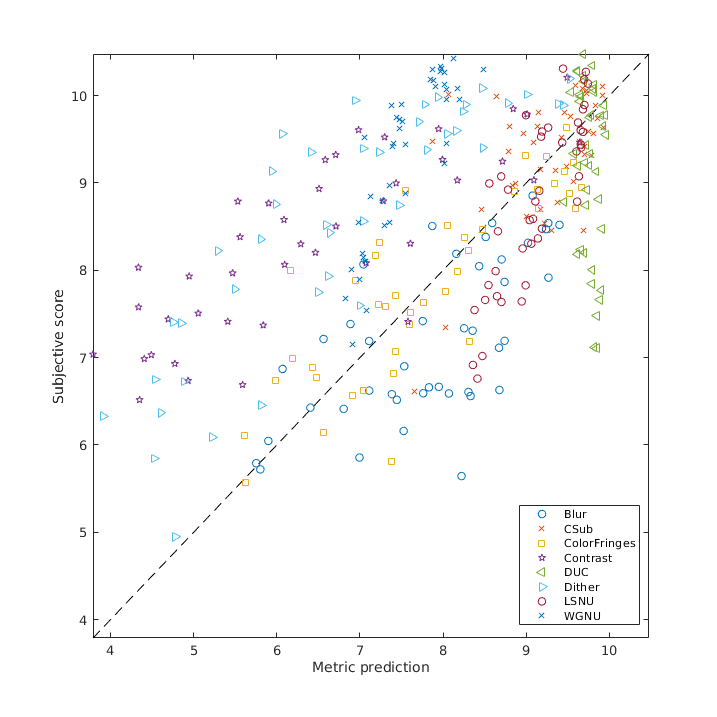 10
9
8
7
6
5
4
Subjective score
4 5 6 7 8 9 10
Metric prediction
Blur
CSub
ColorFringes
Contrast
DUC
Dither
LSNU
WGNU